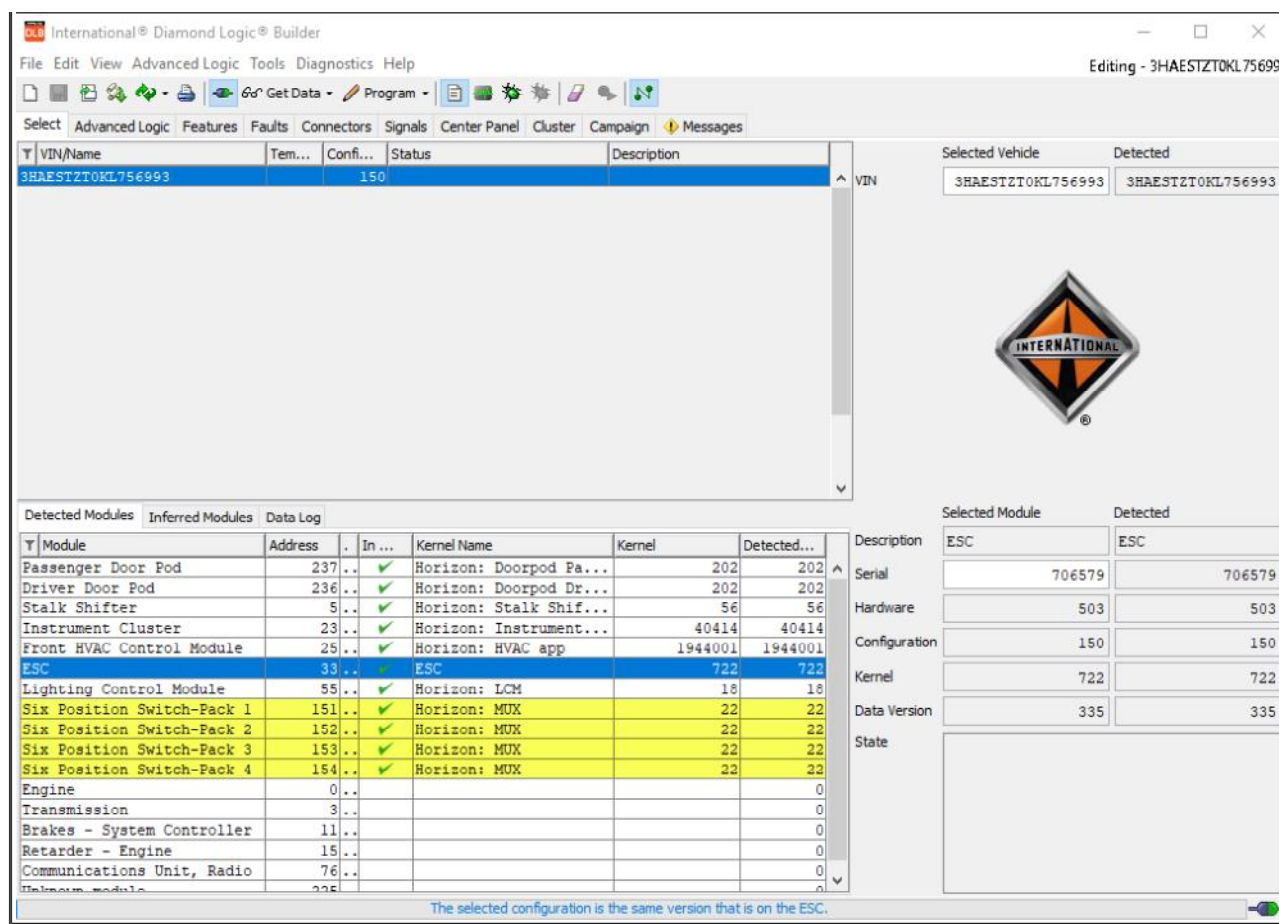 International® Diamond Logic® Builder
File Edit View Advanced Logic Tools Diagnostics Help
Editing - 3HAESTZT0KL75699
Get Data Program
Select Advanced Logic Features Faults Connectors Signals Center Panel Cluster Campaign Messages
VIN/Name Tem... Confi... Status Description
3HAESTZT0KL756993 150
Selected Vehicle Detected
VIN 3HAESTZT0KL756993 3HAESTZT0KL756993
INTERNATIONAL
®
Detected Modules Inferred Modules Data Log
Module Address . In ... Kernel Name Kernel Detected...
Passenger Door Pod 237.. Horizon: Doorpod Pa... 202 202
Driver Door Pod 236.. Horizon: Doorpod Dr... 202 202
Stalk Shifter 5.. Horizon: Stalk Shif... 56 56
Instrument Cluster 23.. Horizon: Instrument... 40414 40414
Front HVAC Control Module 25.. Horizon: HVAC app 1944001 1944001
ESC 33.. ESC 722 722
Lighting Control Module 55.. Horizon: LCM 18 18
Six Position Switch-Pack 1 151.. Horizon: MUX 22 22
Six Position Switch-Pack 2 152.. Horizon: MUX 22 22
Six Position Switch-Pack 3 153.. Horizon: MUX 22 22
Six Position Switch-Pack 4 154.. Horizon: MUX 22 22
Engine 0.. 0
Transmission 3.. 0
Brakes - System Controller 11.. 0
Retarder - Engine 15.. 0
Communications Unit, Radio 76.. 0
Unknown module
Selected Module Detected
Description ESC ESC
Serial 706579 706579
Hardware 503 503
Configuration 150 150
Kernel 722 722
Data Version 335 335
State
The selected configuration is the same version that is on the ESC.